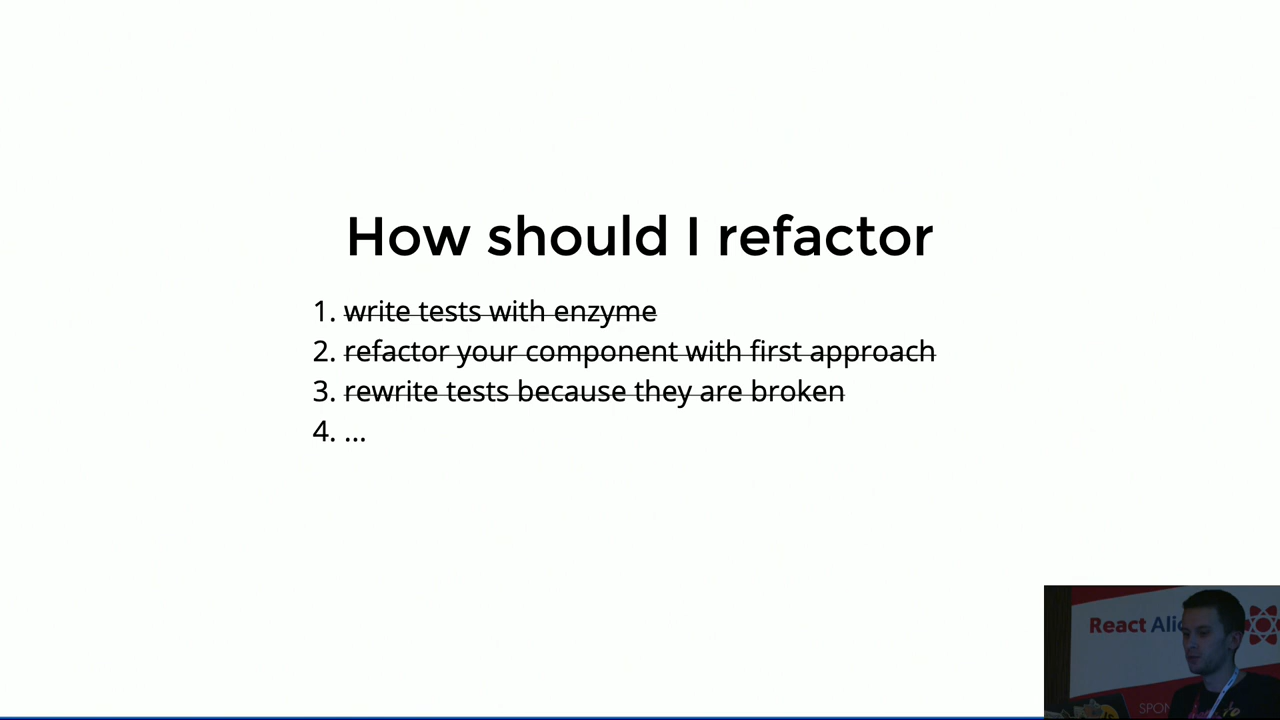 How should I refactor
1. write tests with enzyme
2. refactor your component with first approach
3. rewrite tests because they are broken
4. ...
React Ali
SPON